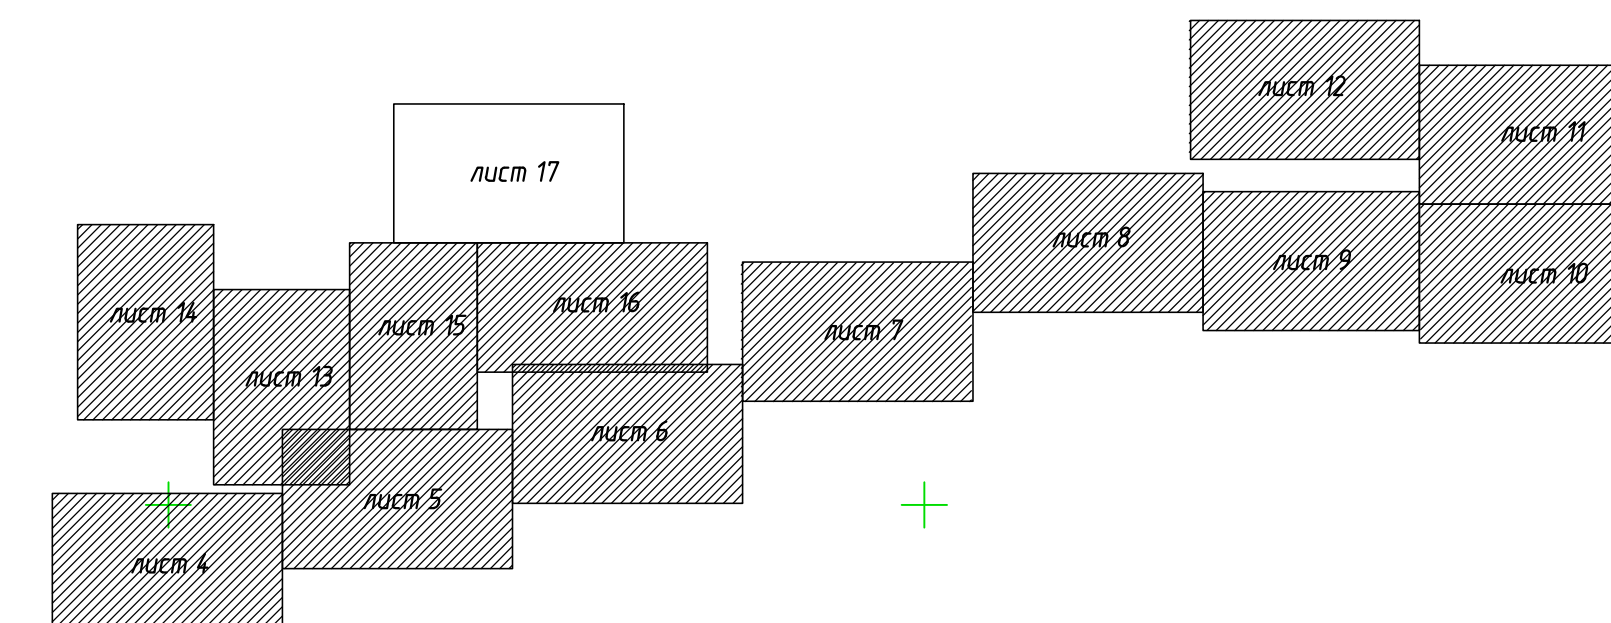 лист 12
лист 11
лист 17
лист 8
лист 9
лист 10
лист 14
лист 16
лист 15
лист 7
лист 13
лист 6
лист 5
лист 4